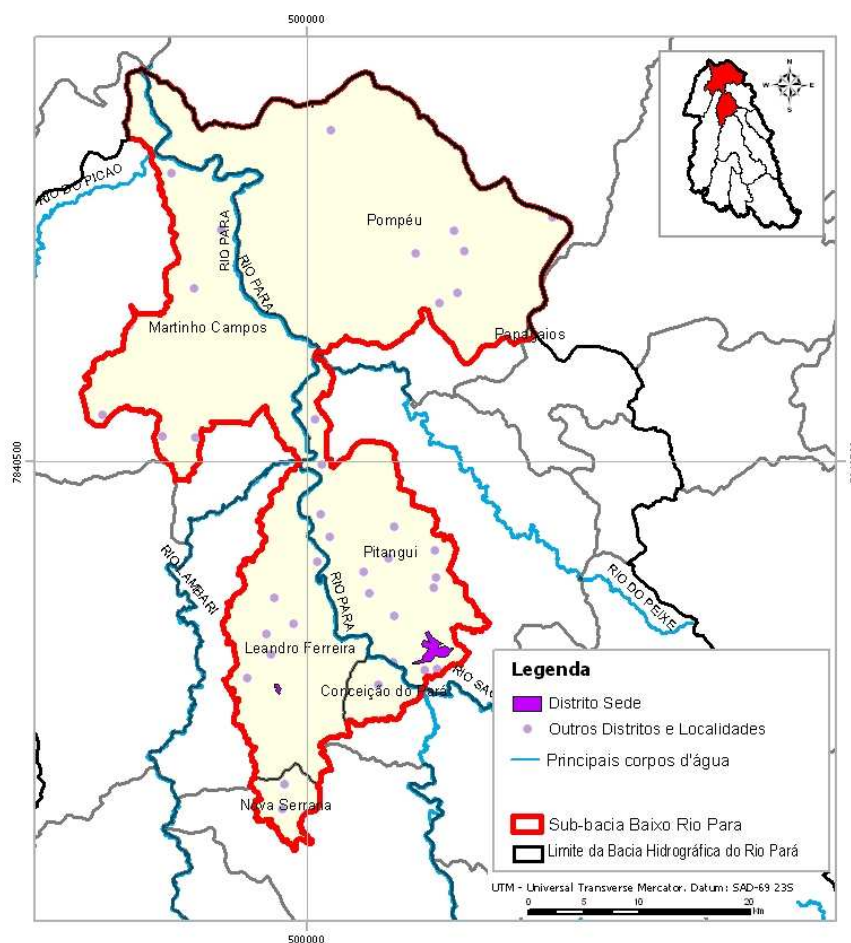 500000
N
W E
S
RIO DO PICAO
Pompéu
RIO PARA
RIO PARA
Martinho Campos
Papagaios
7840500
Pitangui
RIO LAMBARI
RIO PARA
RIO DO PEIXE
Leandro Ferreira
Conceição do Pará
RIO SÃO
Nova Serrana
Legenda
Distrito Sede
Outros Distritos e Localidades
Principais corpos d'água
Sub-bacia Baixo Rio Para
Limite da Bacia Hidrográfica do Rio Pará
UTM - Universal Transverse Mercator. Datum: SAD-69 23S
0 5 10 20
Km
500000